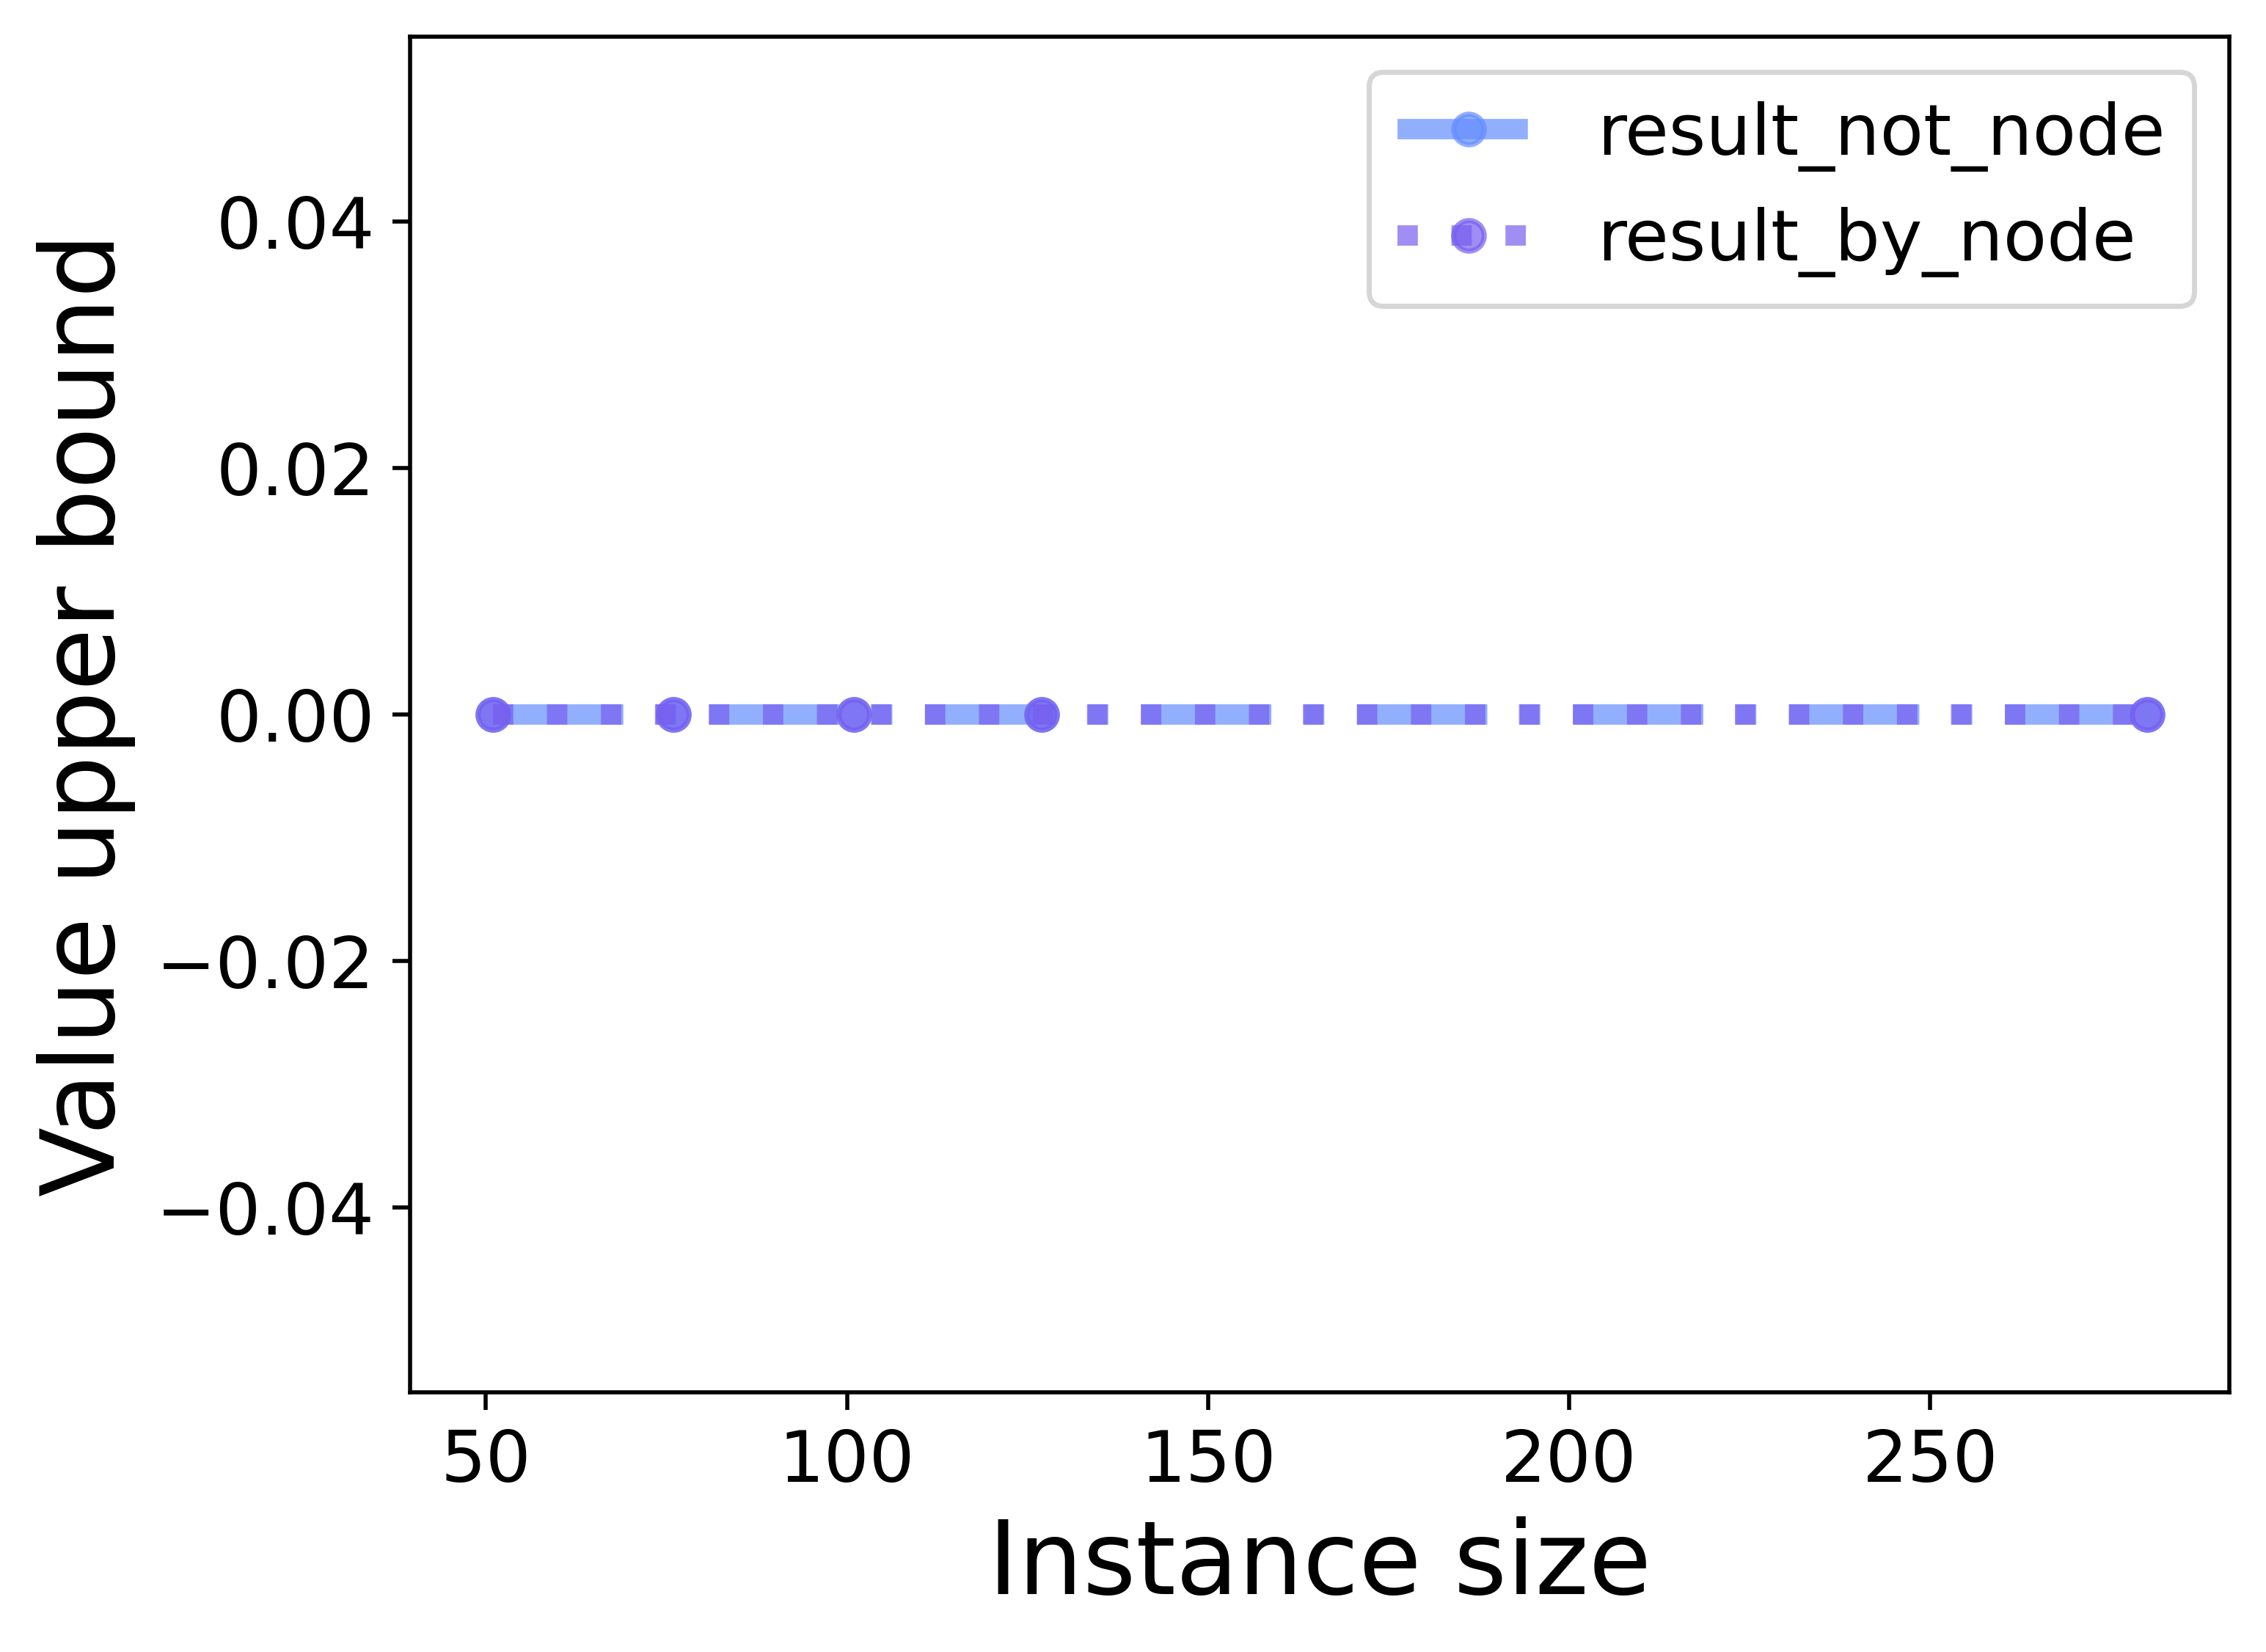 result_not_node
result_by_node
0.04
0.02
0.00
−0.02
−0.04
Value upper bound
50 100 150 200 250
Instance size